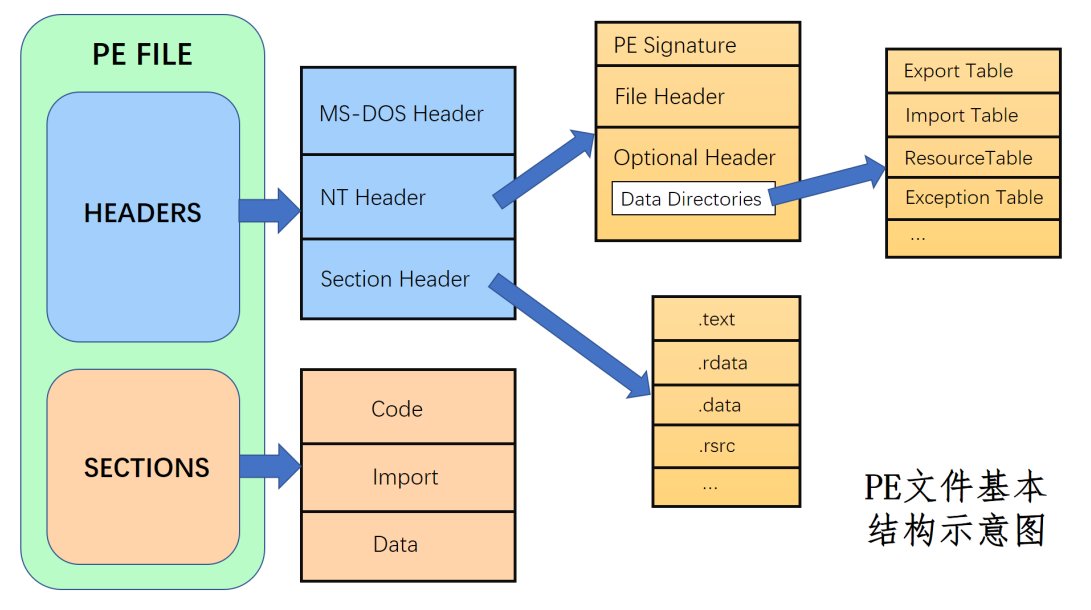 PE FILE
HEADERS
MS-DOS Header
NT Header
Section Header
PE Signature
File Header
Optional Header
Data Directories
Export Table
Import Table
ResourceTable
Exception Table
...
.text
.rdata
.data
.rsrc
...
SECTIONS
Code
Import
Data
PE文件基本
结构示意图